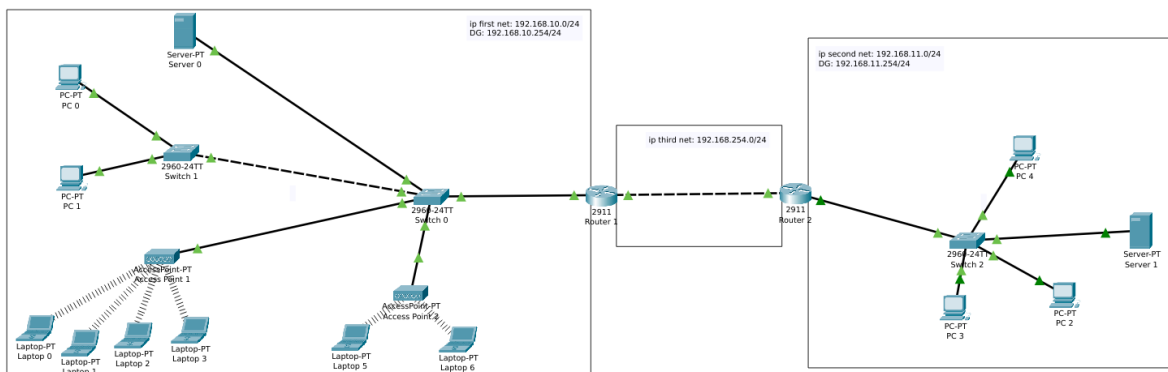 ip first net: 192.168.10.0/24
DG: 192.168.10.254/24
Server-PT
Server 0
PC-PT
PC 0
PC-PT
PC 1
2960-24TT
Switch 1
2960-24TT
Switch 0
AccessPoint-PT
Access Point 1
AccessPoint-PT
Access Point 2
Laptop-PT
Laptop 0
Laptop-PT
Laptop 1
Laptop-PT
Laptop 2
Laptop-PT
Laptop 3
Laptop-PT
Laptop 5
Laptop-PT
Laptop 6
2911
Router 1
ip third net: 192.168.254.0/24
2911
Router 2
ip second net: 192.168.11.0/24
DG: 192.168.11.254/24
PC-PT
PC 4
2960-24TT
Switch 2
Server-PT
Server 1
PC-PT
PC 2
PC-PT
PC 3